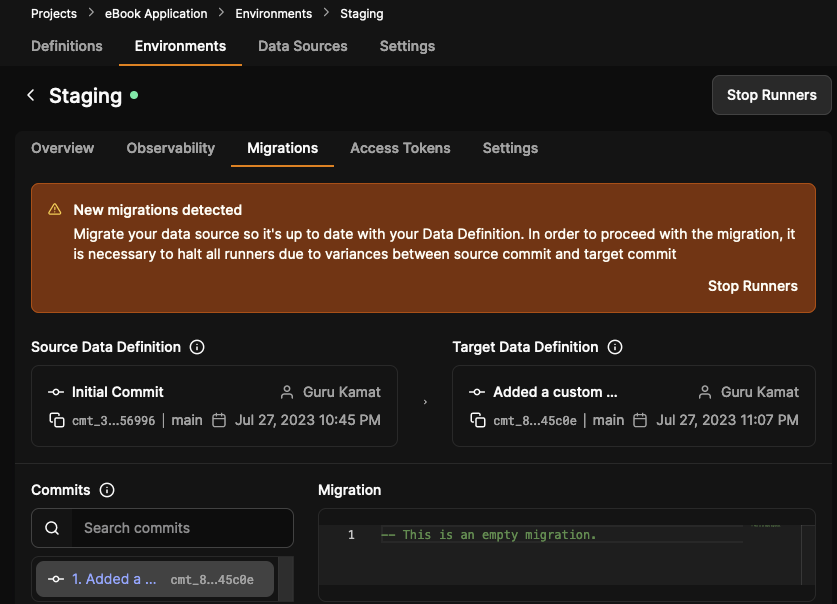 Projects > eBook Application > Environments > Staging
Definitions Environments Data Sources Settings
Staging
Stop Runners
Overview Observability Migrations Access Tokens Settings
New migrations detected
Migrate your data source so it's up to date with your Data Definition. In order to proceed with the migration, it
is necessary to halt all runners due to variances between source commit and target commit
Stop Runners
Source Data Definition
Target Data Definition
Initial Commit Guru Kamat
cmt_3...56996 | main Jul 27, 2023 10:45 PM
Added a custom ... Guru Kamat
cmt_8...45c0e | main Jul 27, 2023 11:07 PM
Commits
Migration
Search commits
1 -- This is an empty migration.
1. Added a ... cmt_8...45c0e